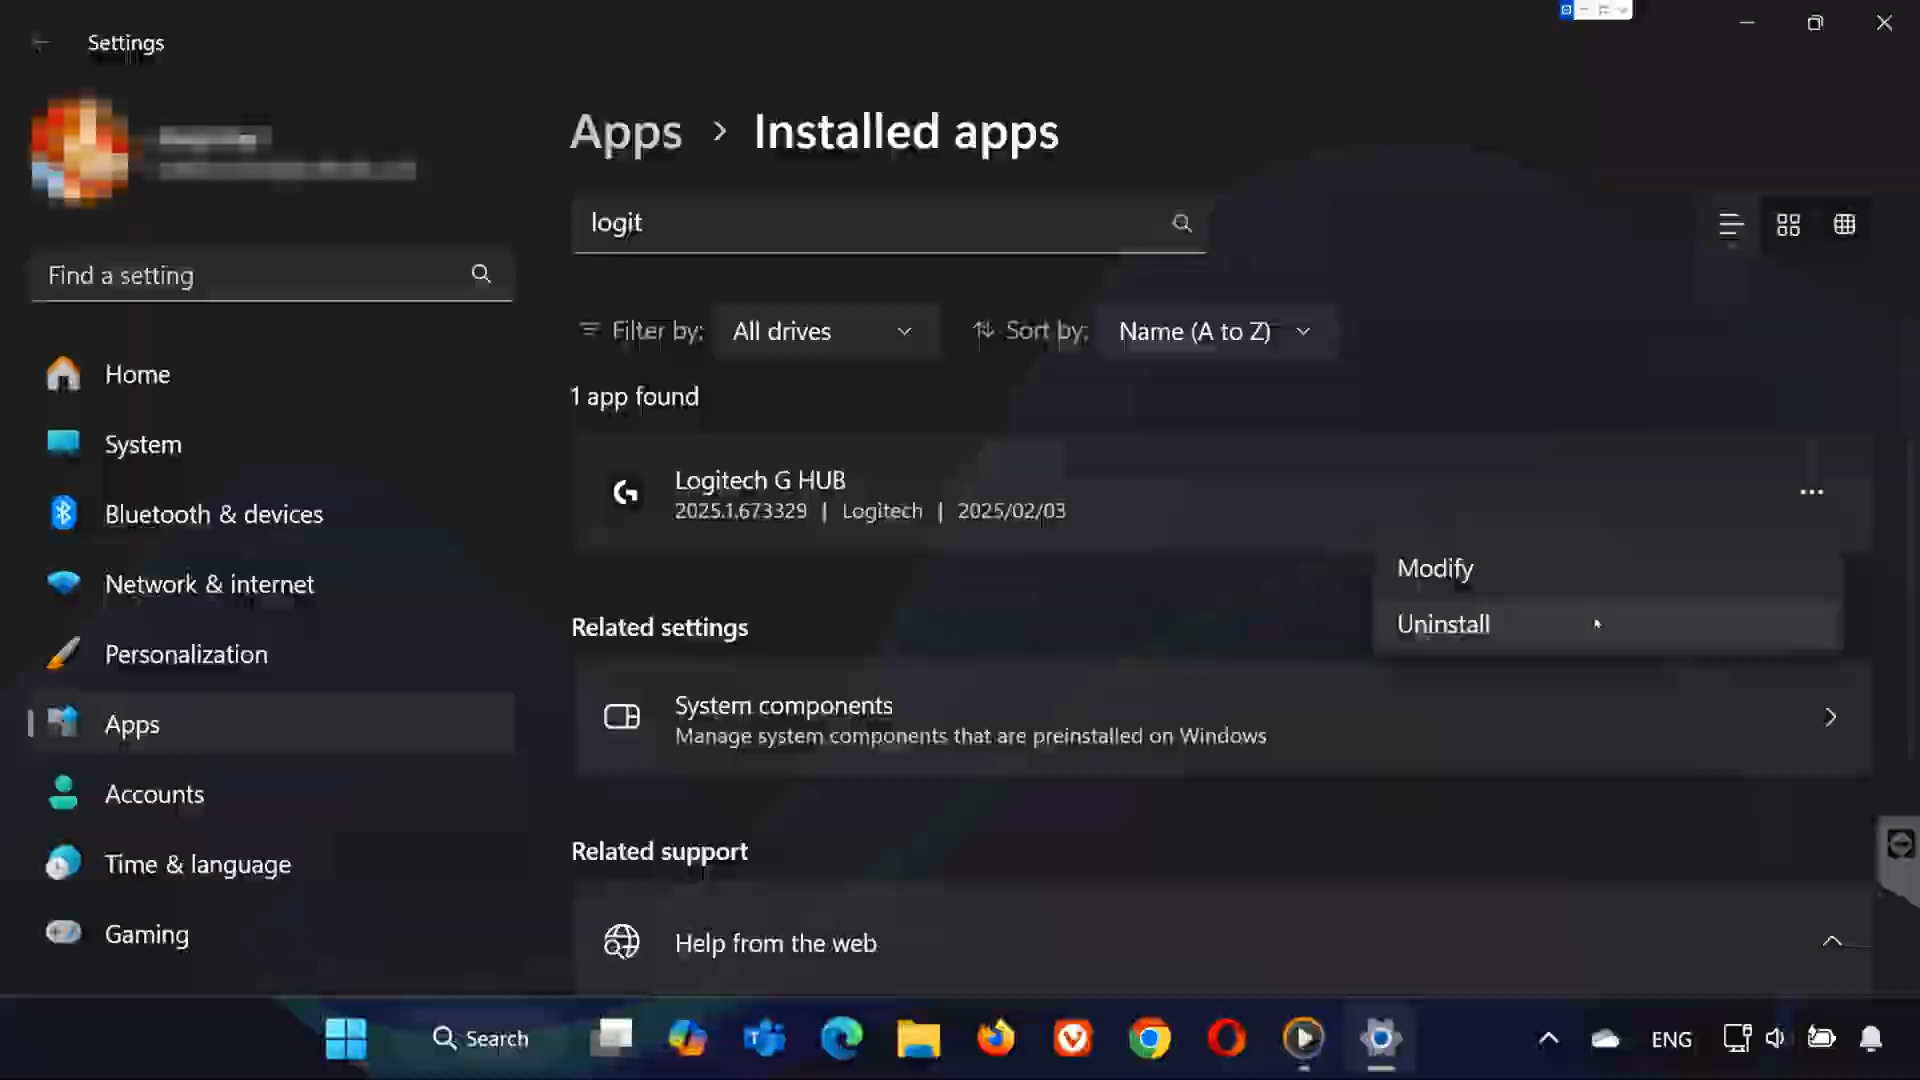 Settings
Find a setting
Home
System
Bluetooth & devices
Network & internet
Personalization
Apps
Accounts
Time & language
Gaming
Apps > Installed apps
logit
Filter by: All drives
Sort by: Name (A to Z)
1 app found
Logitech G HUB
2025.1.673329 | Logitech | 2025/02/03
Modify
Uninstall
Related settings
System components
Manage system components that are preinstalled on Windows
Related support
Help from the web
Search
ENG